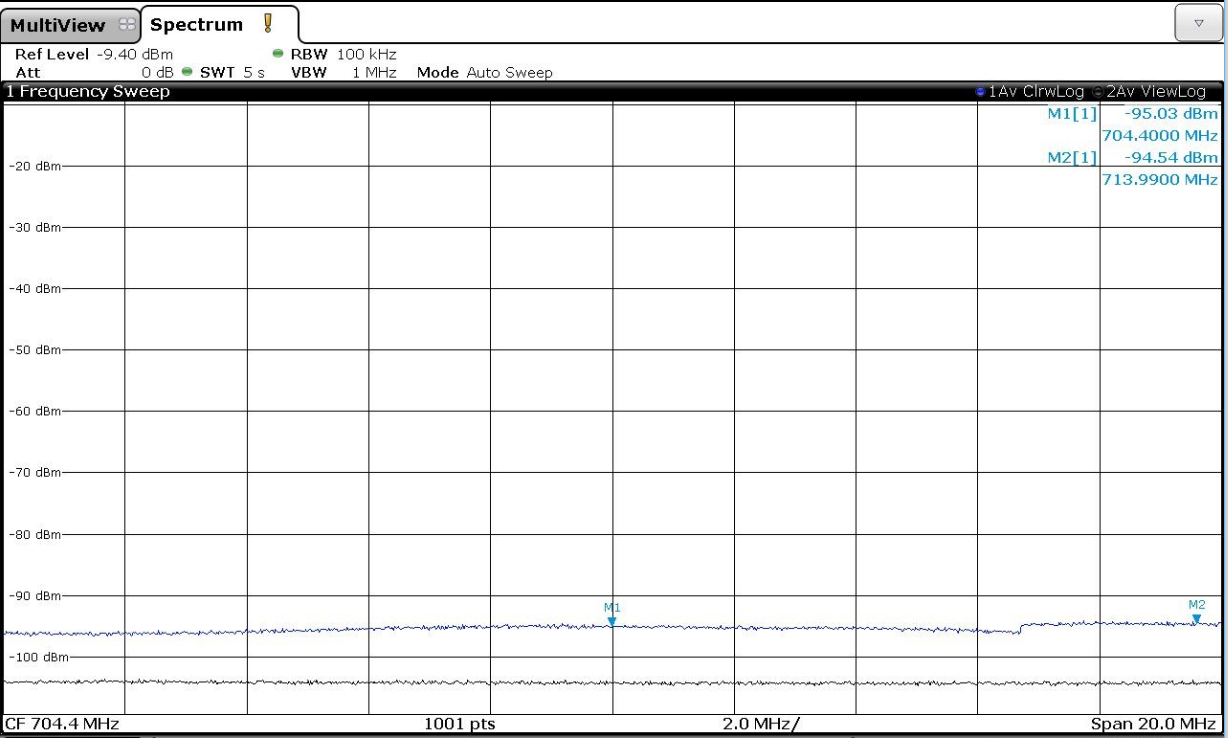 MultiView Spectrum
Ref Level -9.40 dBm RBW 100 kHz
Att 0 dB SWT 5 s VBW 1 MHz Mode Auto Sweep
1 Frequency Sweep 1Av ClrwLog 2Av ViewLog
M1[1] -95.03 dBm
704.4000 MHz
M2[1] -94.54 dBm
713.9900 MHz
-20 dBm
-30 dBm
-40 dBm
-50 dBm
-60 dBm
-70 dBm
-80 dBm
-90 dBm
M1 M2
-100 dBm
CF 704.4 MHz 1001 pts 2.0 MHz/ Span 20.0 MHz